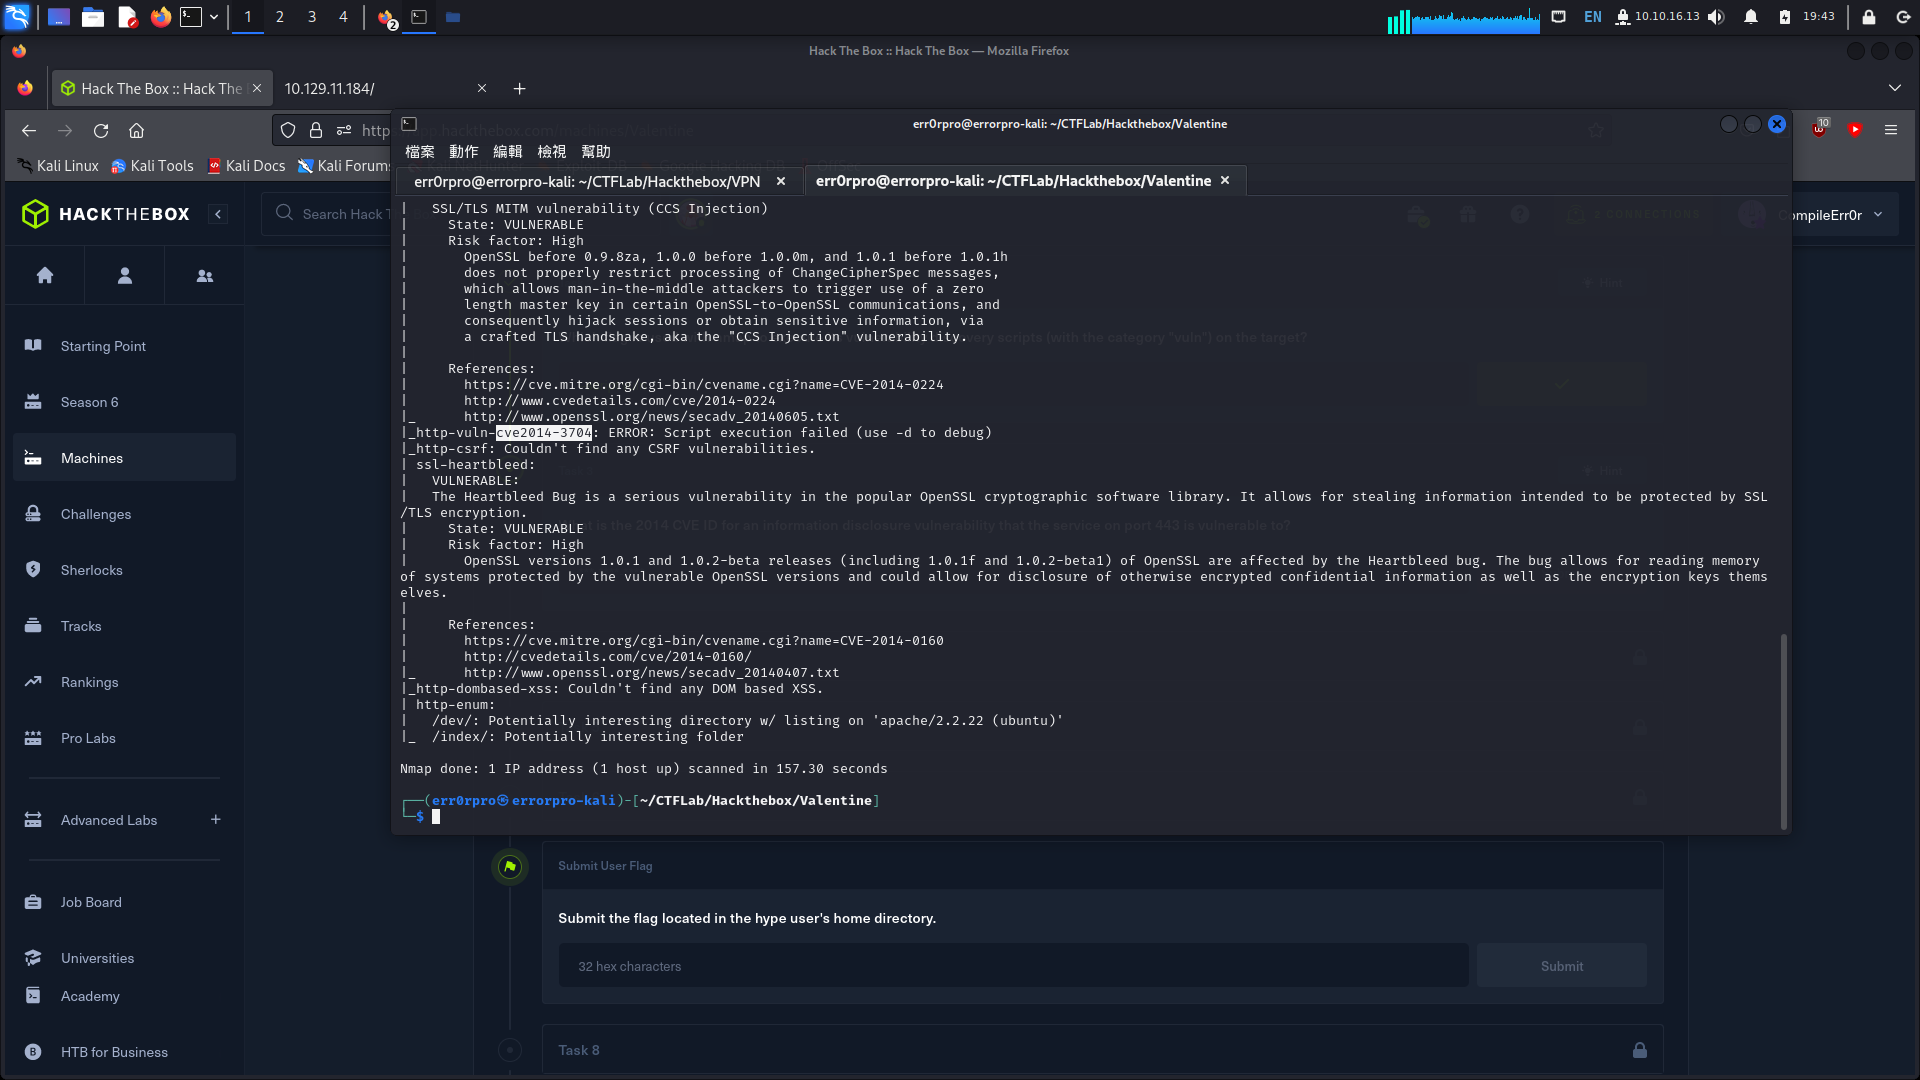 1
2
3
4
2
EN
10.10.16.13
19:43
Hack The Box :: Hack The Box — Mozilla Firefox
Hack The Box :: Hack The
10.129.11.184/
10
Kali Linux
Kali Tools
Kali Docs
Kali Forums
err0rpro@errorpro-kali: ~/CTFLab/Hackthebox/Valentine
檔案 動作 編輯 檢視 幫助
err0rpro@errorpro-kali: ~/CTFLab/Hackthebox/VPN
err0rpro@errorpro-kali: ~/CTFLab/Hackthebox/Valentine
HACKTHEBOX
Search HackT
CompileErr0r
Starting Point
Season 6
Machines
Challenges
Sherlocks
Tracks
Rankings
Pro Labs
Advanced Labs +
Job Board
Universities
Academy
HTB for Business
|   SSL/TLS MITM vulnerability (CCS Injection)
|     State: VULNERABLE
|     Risk factor: High
|       OpenSSL before 0.9.8za, 1.0.0 before 1.0.0m, and 1.0.1 before 1.0.1h
|       does not properly restrict processing of ChangeCipherSpec messages,
|       which allows man-in-the-middle attackers to trigger use of a zero
|       length master key in certain OpenSSL-to-OpenSSL communications, and
|       consequently hijack sessions or obtain sensitive information, via
|       a crafted TLS handshake, aka the "CCS Injection" vulnerability.
|
|     References:
|       https://cve.mitre.org/cgi-bin/cvename.cgi?name=CVE-2014-0224
|       http://www.cvedetails.com/cve/2014-0224
|_      http://www.openssl.org/news/secadv_20140605.txt
|_http-vuln-cve2014-3704: ERROR: Script execution failed (use -d to debug)
|_http-csrf: Couldn't find any CSRF vulnerabilities.
| ssl-heartbleed:
|   VULNERABLE:
|   The Heartbleed Bug is a serious vulnerability in the popular OpenSSL cryptographic software library. It allows for stealing information intended to be protected by SSL
/TLS encryption.
|     State: VULNERABLE
|     Risk factor: High
|       OpenSSL versions 1.0.1 and 1.0.2-beta releases (including 1.0.1f and 1.0.2-beta1) of OpenSSL are affected by the Heartbleed bug. The bug allows for reading memory
of systems protected by the vulnerable OpenSSL versions and could allow for disclosure of otherwise encrypted confidential information as well as the encryption keys thems
elves.
|
|     References:
|       https://cve.mitre.org/cgi-bin/cvename.cgi?name=CVE-2014-0160
|       http://cvedetails.com/cve/2014-0160/
|_      http://www.openssl.org/news/secadv_20140407.txt
|_http-dombased-xss: Couldn't find any DOM based XSS.
| http-enum:
|   /dev/: Potentially interesting directory w/ listing on 'apache/2.2.22 (ubuntu)'
|_  /index/: Potentially interesting folder
Nmap done: 1 IP address (1 host up) scanned in 157.30 seconds
┌──(err0rpro㉿errorpro-kali)-[~/CTFLab/Hackthebox/Valentine]
└─$
Submit User Flag
Submit the flag located in the hype user's home directory.
32 hex characters
Submit
Task 8